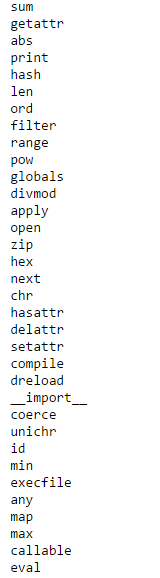 sum
getattr
abs
print
hash
len
ord
filter
range
pow
globals
divmod
apply
open
zip
hex
next
chr
hasattr
delattr
setattr
compile
dreload
__import__
coerce
unichr
id
min
execfile
any
map
max
callable
eval